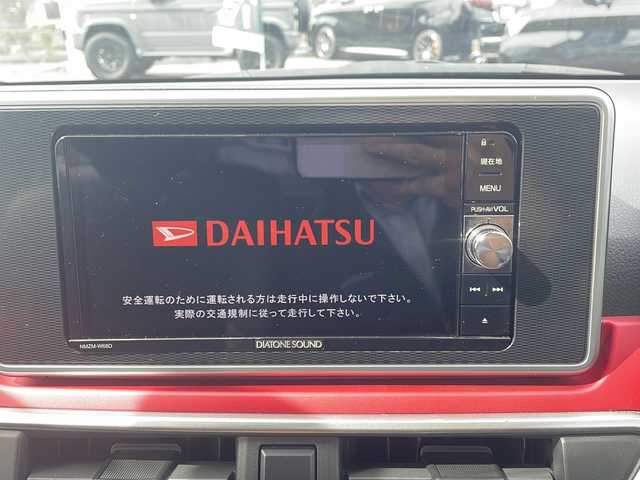 現在地
MENU
PUSH-AV VOL
DAIHATSU
安全運転のために運転される方は走行中に操作しないで下さい。
実際の交通規制に従って走行して下さい。
NMZM-W68D
DIATONE SOUND